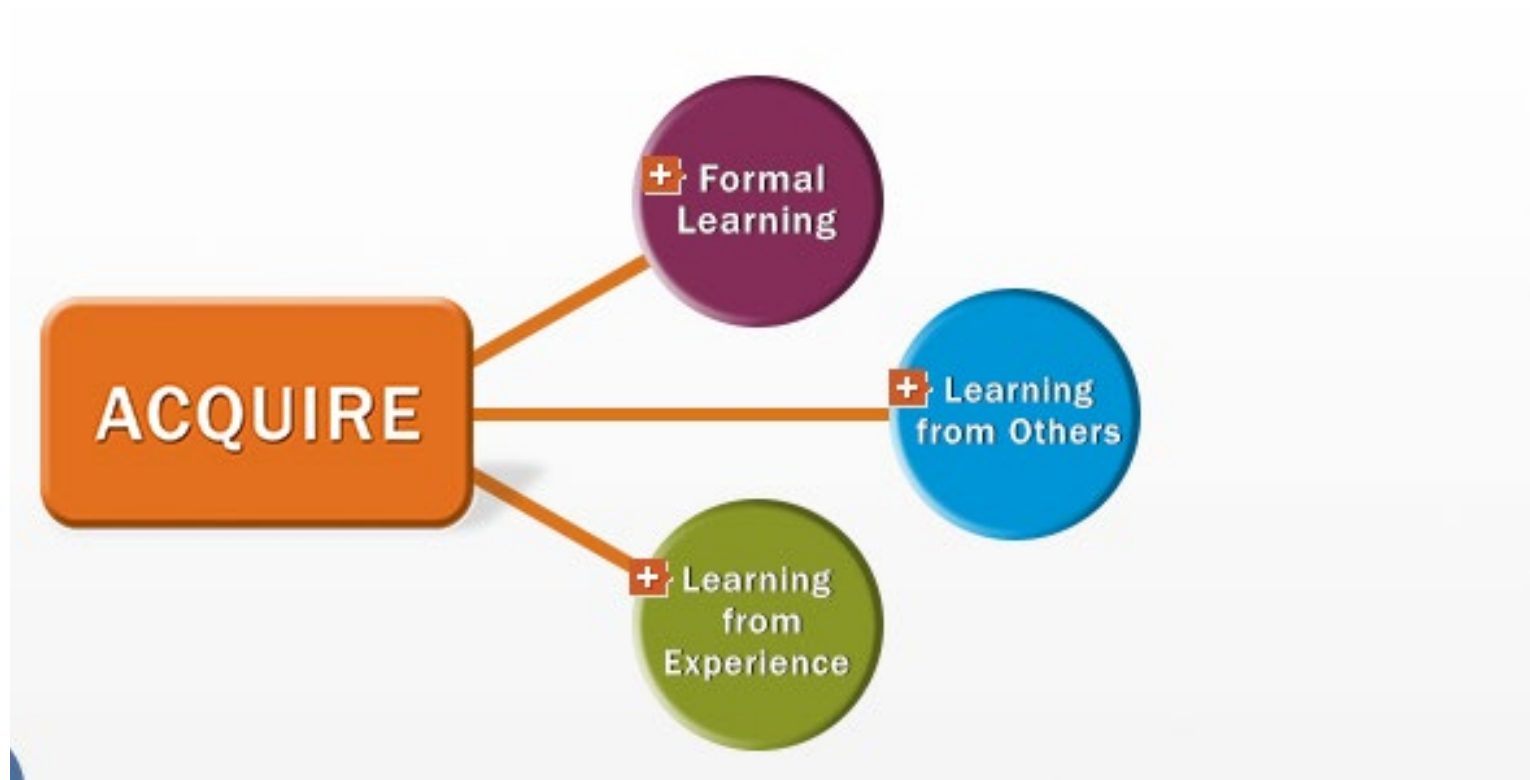 ACQUIRE
+ Formal
Learning
+ Learning
from Others
+ Learning
from
Experience